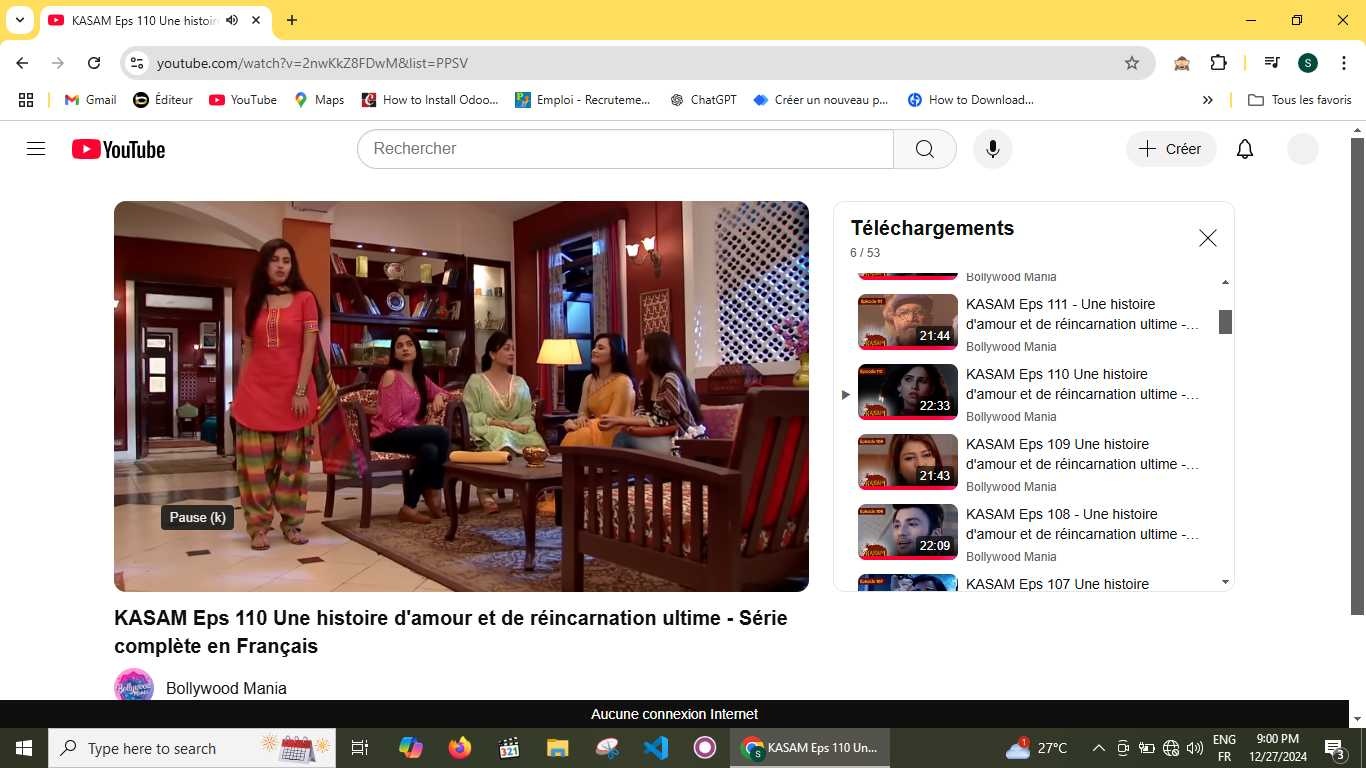 KASAM Eps 110 Une histoir
youtube.com/watch?v=2nwKkZ8FDwM&list=PPSV
S
Gmail
Éditeur
YouTube
Maps
How to Install Odoo...
Emploi - Recruteme...
ChatGPT
Créer un nouveau p...
How to Download...
»
Tous les favoris
YouTube
Rechercher
Créer
Téléchargements
6 / 53
Bollywood Mania
KASAM Eps 111 - Une histoire
d'amour et de réincarnation ultime -...
21:44
Bollywood Mania
KASAM Eps 110 Une histoire
d'amour et de réincarnation ultime -...
22:33
Bollywood Mania
KASAM Eps 109 Une histoire
d'amour et de réincarnation ultime -...
21:43
Bollywood Mania
KASAM Eps 108 - Une histoire
d'amour et de réincarnation ultime -...
22:09
Bollywood Mania
KASAM Eps 107 Une histoire
Pause (k)
KASAM Eps 110 Une histoire d'amour et de réincarnation ultime - Série
complète en Français
Bollywood Mania
Aucune connexion Internet
Type here to search
321
KASAM Eps 110 Un...
1
27°C
ENG
FR
9:00 PM
12/27/2024
3